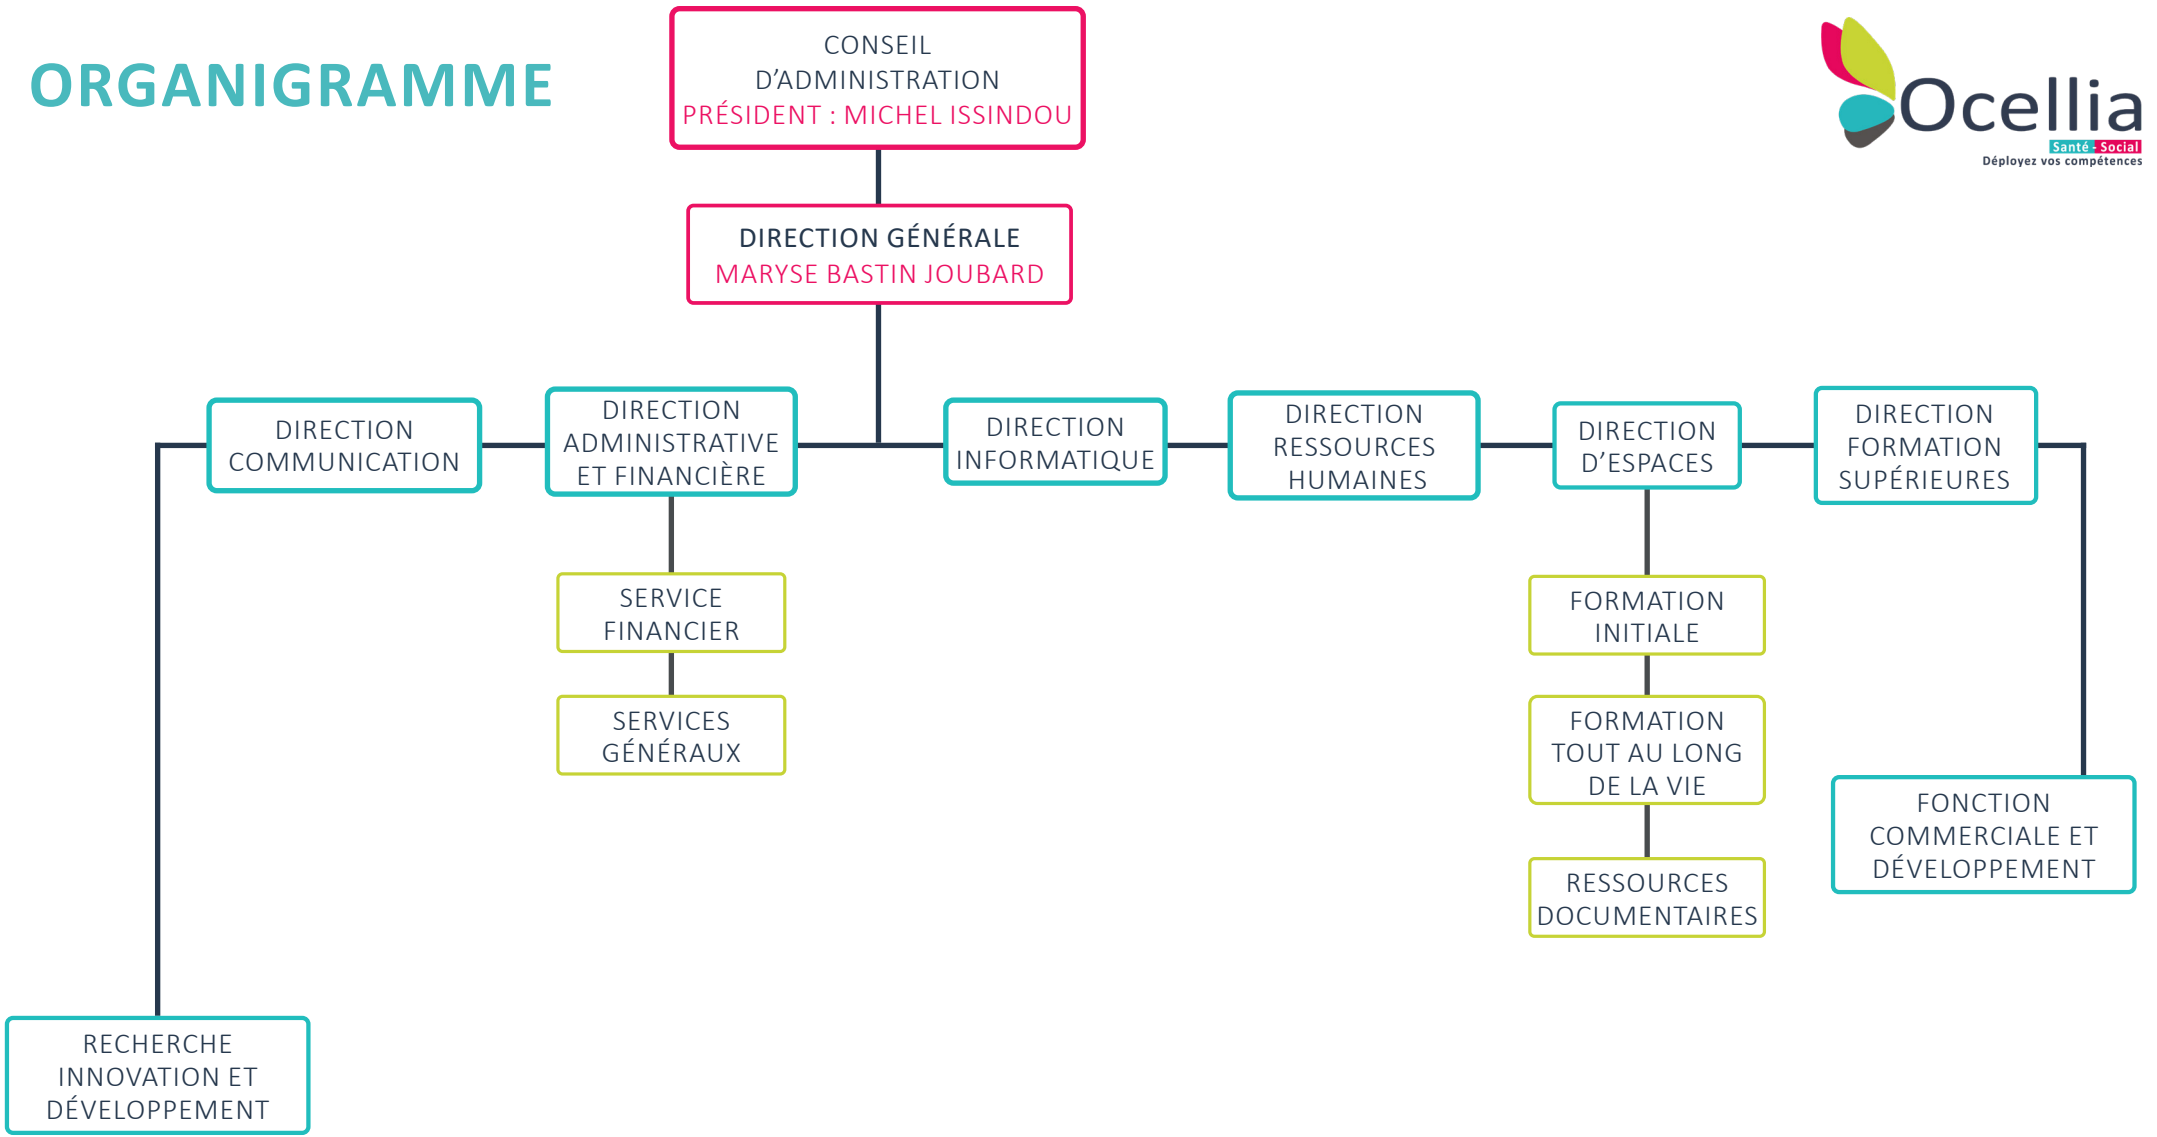 ORGANIGRAMME
CONSEIL
D’ADMINISTRATION
PRÉSIDENT : MICHEL ISSINDOU
Ocellia
Santé - Social
Déployez vos compétences
DIRECTION GÉNÉRALE
MARYSE BASTIN JOUBARD
DIRECTION
COMMUNICATION
DIRECTION
ADMINISTRATIVE
ET FINANCIÈRE
DIRECTION
INFORMATIQUE
DIRECTION
RESSOURCES
HUMAINES
DIRECTION
D’ESPACES
DIRECTION
FORMATION
SUPÉRIEURES
SERVICE
FINANCIER
SERVICES
GÉNÉRAUX
FORMATION
INITIALE
FORMATION
TOUT AU LONG
DE LA VIE
RESSOURCES
DOCUMENTAIRES
FONCTION
COMMERCIALE ET
DÉVELOPPEMENT
RECHERCHE
INNOVATION ET
DÉVELOPPEMENT